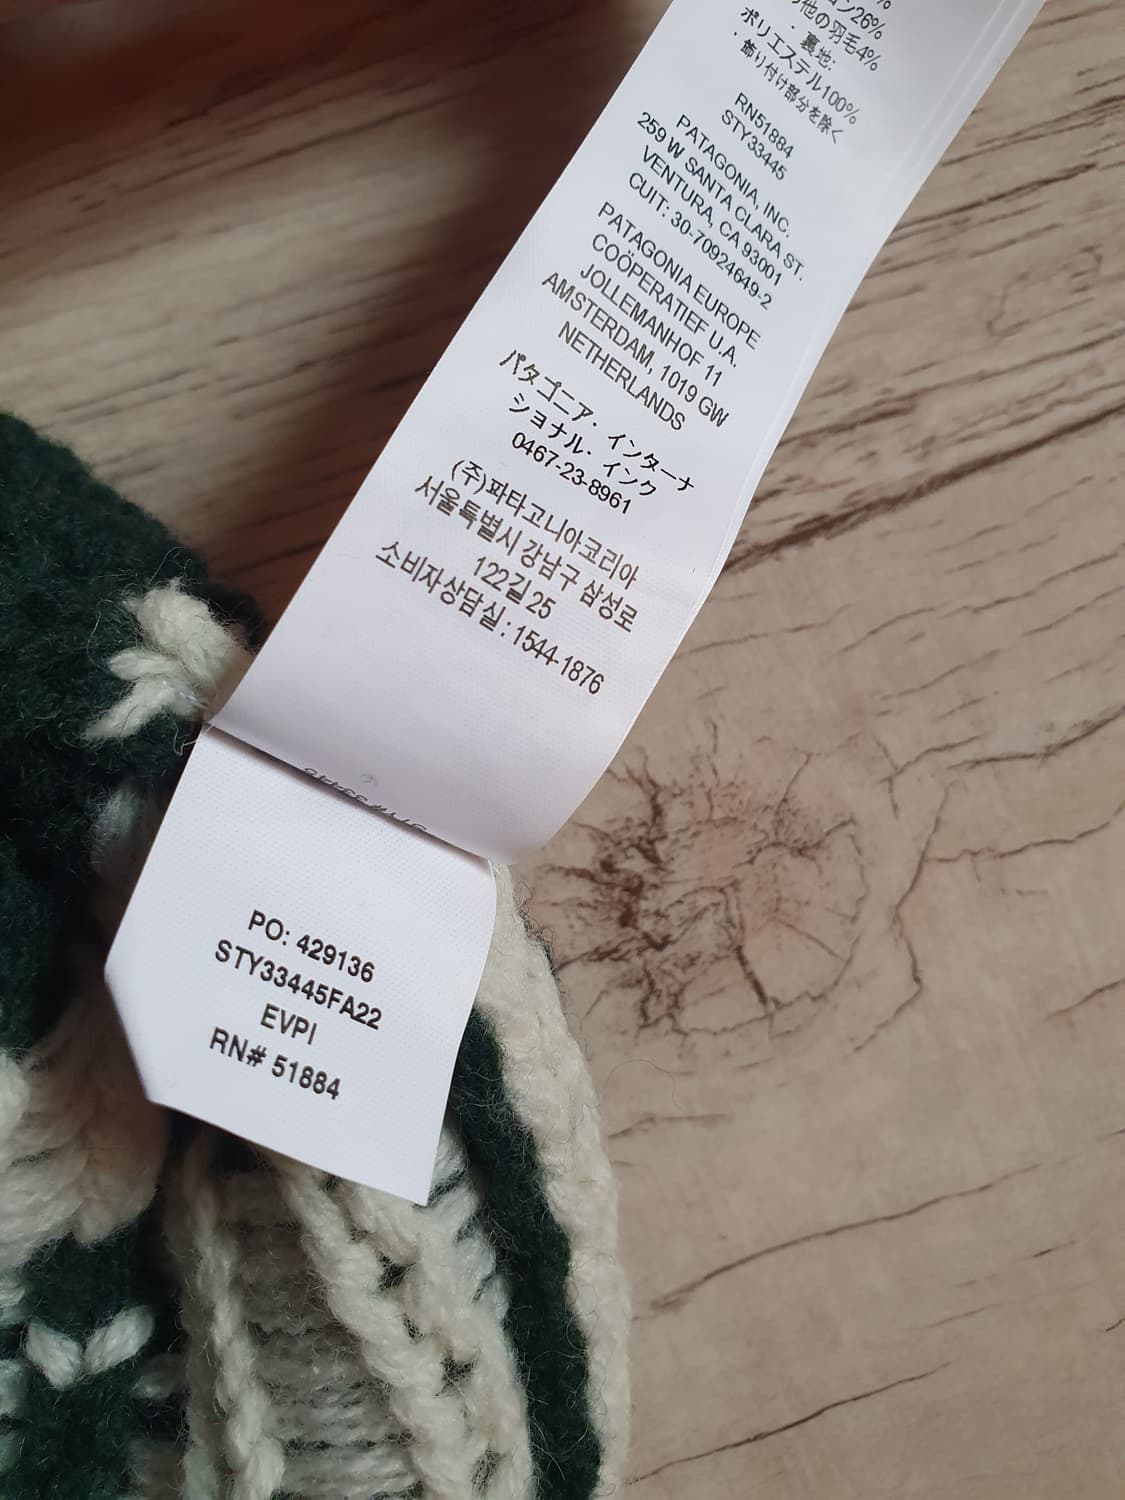 %
ン26%
の他の羽毛4%
・裏地:
ポリエステル100%
・飾り付け部分を除く
RN51884
STY33445
PATAGONIA, INC.
259 W SANTA CLARA ST.
VENTURA, CA 93001
CUIT: 30-70924649-2
PATAGONIA EUROPE
COÖPERATIEF U.A.
JOLLEMANHOF 11
AMSTERDAM, 1019 GW
NETHERLANDS
パタゴニア・インターナ
ショナル・インク
0467-23-8961
(주)파타고니아코리아
서울특별시 강남구 삼성로
122길 25
소비자상담실 : 1544-1876
PO: 429136
STY33445FA22
EVPI
RN# 51884